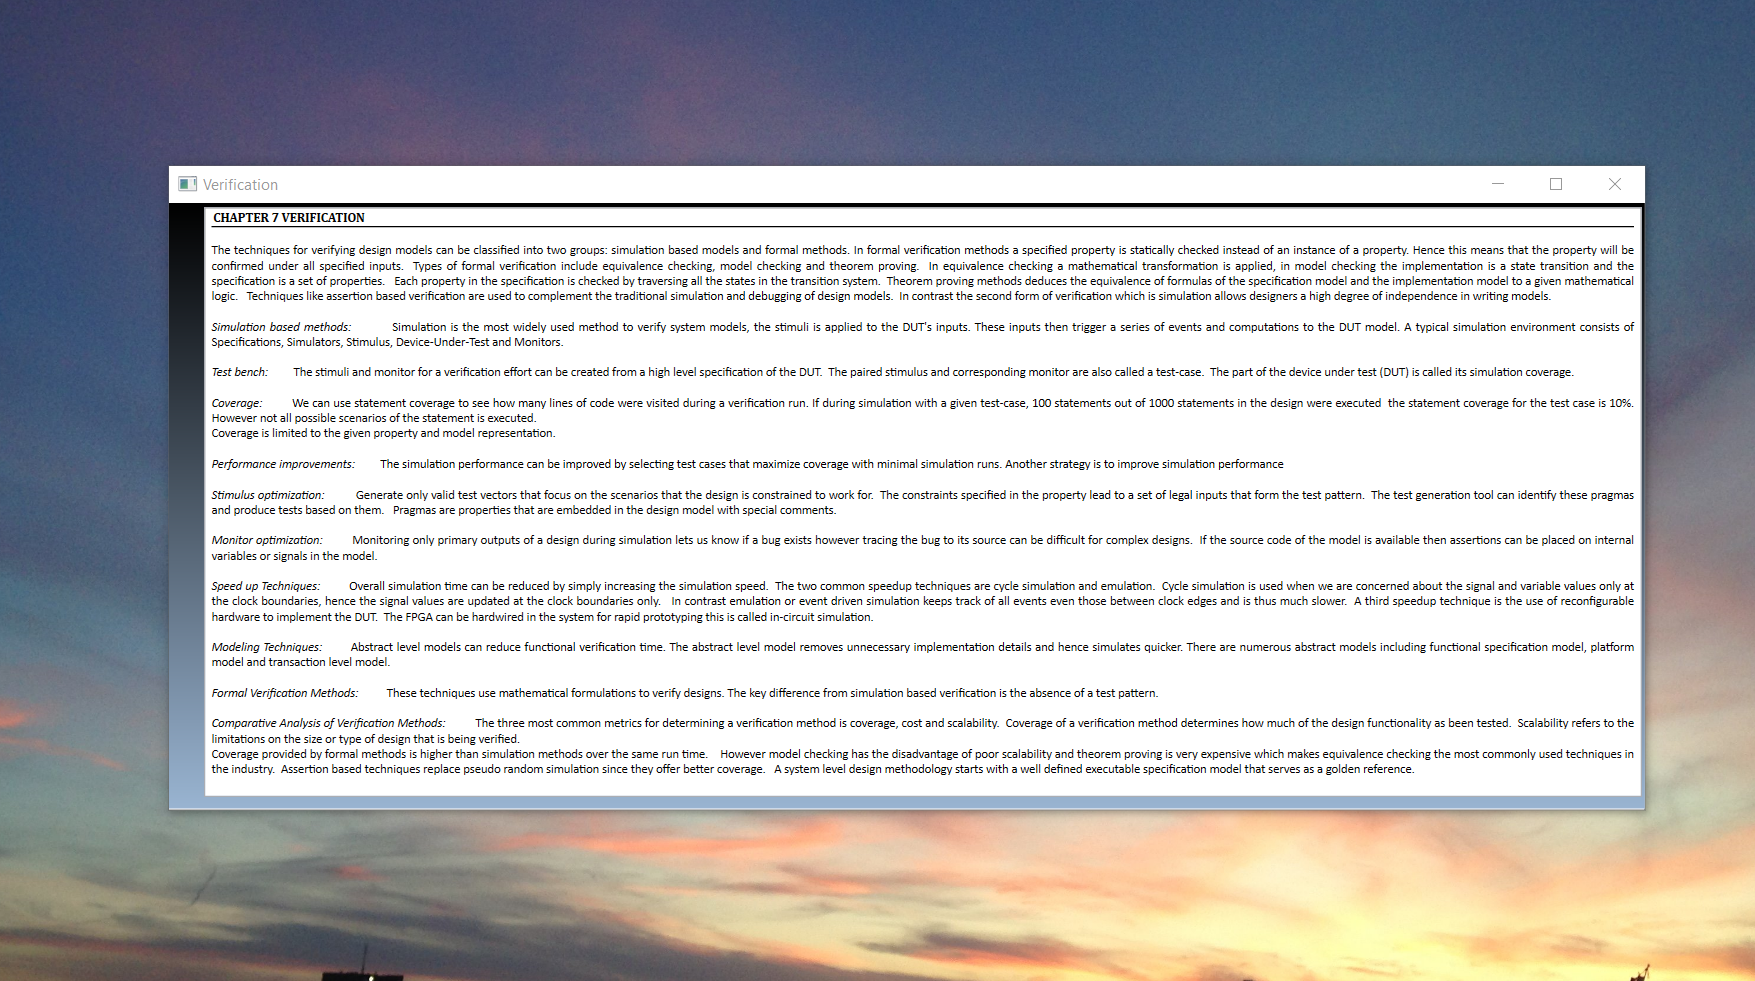 Verification
CHAPTER 7 VERIFICATION
The techniques for verifying design models can be classified into two groups: simulation based models and formal methods. In formal verification methods a specified property is statically checked instead of an instance of a property. Hence this means that the property will be
confirmed under all specified inputs. Types of formal verification include equivalence checking, model checking and theorem proving. In equivalence checking a mathematical transformation is applied, in model checking the implementation is a state transition and the
specification is a set of properties. Each property in the specification is checked by traversing all the states in the transition system. Theorem proving methods deduces the equivalence of formulas of the specification model and the implementation model to a given mathematical
logic. Techniques like assertion based verification are used to complement the traditional simulation and debugging of design models. In contrast the second form of verification which is simulation allows designers a high degree of independence in writing models.
Simulation based methods: Simulation is the most widely used method to verify system models, the stimuli is applied to the DUT's inputs. These inputs then trigger a series of events and computations to the DUT model. A typical simulation environment consists of
Specifications, Simulators, Stimulus, Device-Under-Test and Monitors.
Test bench: The stimuli and monitor for a verification effort can be created from a high level specification of the DUT. The paired stimulus and corresponding monitor are also called a test-case. The part of the device under test (DUT) is called its simulation coverage.
Coverage: We can use statement coverage to see how many lines of code were visited during a verification run. If during simulation with a given test-case, 100 statements out of 1000 statements in the design were executed the statement coverage for the test case is 10%.
However not all possible scenarios of the statement is executed.
Coverage is limited to the given property and model representation.
Performance improvements: The simulation performance can be improved by selecting test cases that maximize coverage with minimal simulation runs. Another strategy is to improve simulation performance
Stimulus optimization: Generate only valid test vectors that focus on the scenarios that the design is constrained to work for. The constraints specified in the property lead to a set of legal inputs that form the test pattern. The test generation tool can identify these pragmas
and produce tests based on them. Pragmas are properties that are embedded in the design model with special comments.
Monitor optimization: Monitoring only primary outputs of a design during simulation lets us know if a bug exists however tracing the bug to its source can be difficult for complex designs. If the source code of the model is available then assertions can be placed on internal
variables or signals in the model.
Speed up Techniques: Overall simulation time can be reduced by simply increasing the simulation speed. The two common speedup techniques are cycle simulation and emulation. Cycle simulation is used when we are concerned about the signal and variable values only at
the clock boundaries, hence the signal values are updated at the clock boundaries only. In contrast emulation or event driven simulation keeps track of all events even those between clock edges and is thus much slower. A third speedup technique is the use of reconfigurable
hardware to implement the DUT. The FPGA can be hardwired in the system for rapid prototyping this is called in-circuit simulation.
Modeling Techniques: Abstract level models can reduce functional verification time. The abstract level model removes unnecessary implementation details and hence simulates quicker. There are numerous abstract models including functional specification model, platform
model and transaction level model.
Formal Verification Methods: These techniques use mathematical formulations to verify designs. The key difference from simulation based verification is the absence of a test pattern.
Comparative Analysis of Verification Methods: The three most common metrics for determining a verification method is coverage, cost and scalability. Coverage of a verification method determines how much of the design functionality as been tested. Scalability refers to the
limitations on the size or type of design that is being verified.
Coverage provided by formal methods is higher than simulation methods over the same run time. However model checking has the disadvantage of poor scalability and theorem proving is very expensive which makes equivalence checking the most commonly used techniques in
the industry. Assertion based techniques replace pseudo random simulation since they offer better coverage. A system level design methodology starts with a well defined executable specification model that serves as a golden reference.